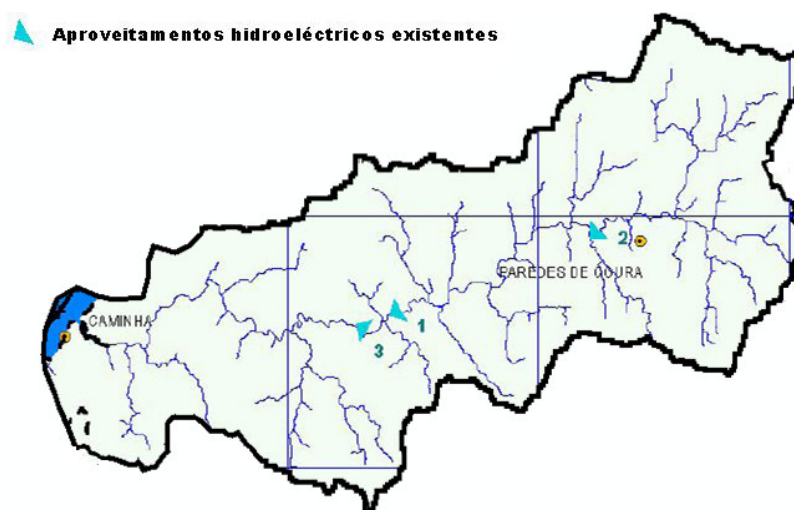 Aproveitamentos hidroeléctricos existentes
2
PAREDES DE COURA
CAMINHA
1
3